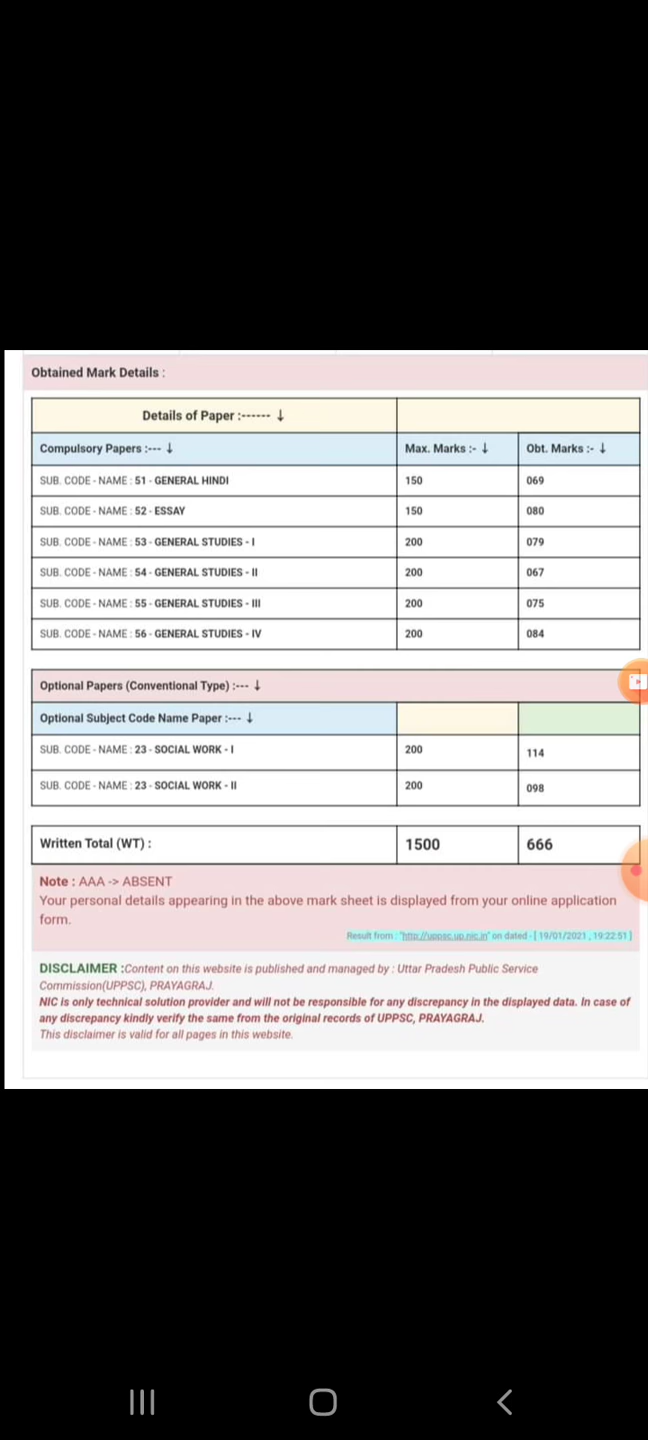 Obtained Mark Details :
Details of Paper :------ ↓
Compulsory Papers :--- ↓ Max. Marks :- ↓ Obt. Marks :- ↓
SUB. CODE - NAME : 51 - GENERAL HINDI 150 069
SUB. CODE - NAME : 52 - ESSAY 150 080
SUB. CODE - NAME : 53 - GENERAL STUDIES - I 200 079
SUB. CODE - NAME : 54 - GENERAL STUDIES - II 200 067
SUB. CODE - NAME : 55 - GENERAL STUDIES - III 200 075
SUB. CODE - NAME : 56 - GENERAL STUDIES - IV 200 084
Optional Papers (Conventional Type) :--- ↓
Optional Subject Code Name Paper :--- ↓
SUB. CODE - NAME : 23 - SOCIAL WORK - I 200 114
SUB. CODE - NAME : 23 - SOCIAL WORK - II 200 098
Written Total (WT) : 1500 666
Note : AAA -> ABSENT
Your personal details appearing in the above mark sheet is displayed from your online application
form.
Result from : "http://uppsc.up.nic.in" on dated - [ 19/01/2021 , 19:22:51 ]
DISCLAIMER :Content on this website is published and managed by : Uttar Pradesh Public Service
Commission(UPPSC), PRAYAGRAJ.
NIC is only technical solution provider and will not be responsible for any discrepancy in the displayed data. In case of
any discrepancy kindly verify the same from the original records of UPPSC, PRAYAGRAJ.
This disclaimer is valid for all pages in this website.